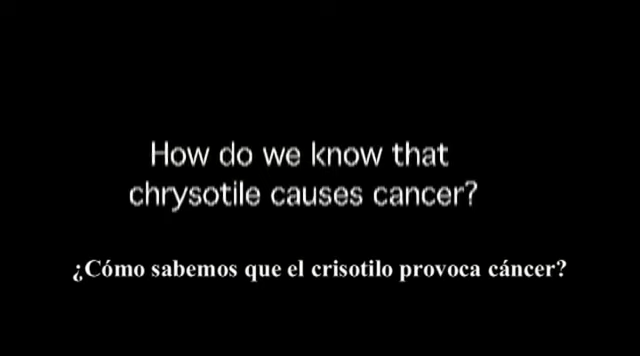 How do we know that
chrysotile causes cancer?
¿Cómo sabemos que el crisotilo provoca cáncer?